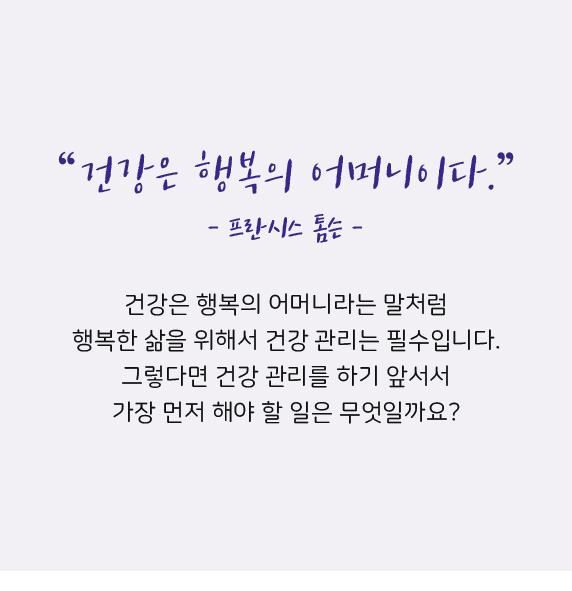 “건강은 행복의 어머니이다.”
- 프란시스 톰슨 -
건강은 행복의 어머니라는 말처럼
행복한 삶을 위해서 건강 관리는 필수입니다.
그렇다면 건강 관리를 하기 앞서서
가장 먼저 해야 할 일은 무엇일까요?